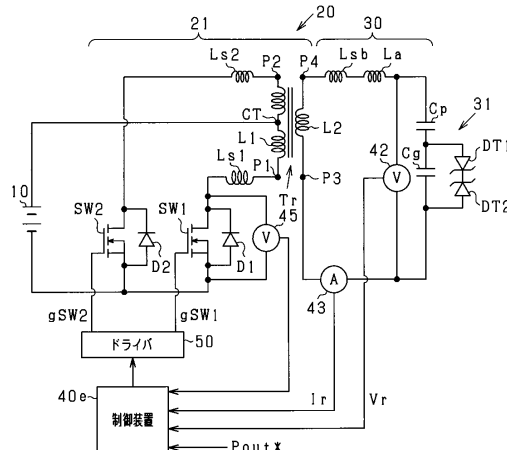 20
21
30
Ls2
P2
P4
Lsb
La
CT
L1
L2
Cp
31
Ls1
P1
P3
Cg
DT1
42
V
DT2
10
SW2
SW1
Tr
45
V
D2
D1
A
43
gSW2
gSW1
ドライバ
50
40e
制御装置
Ir
Vr
Pout*